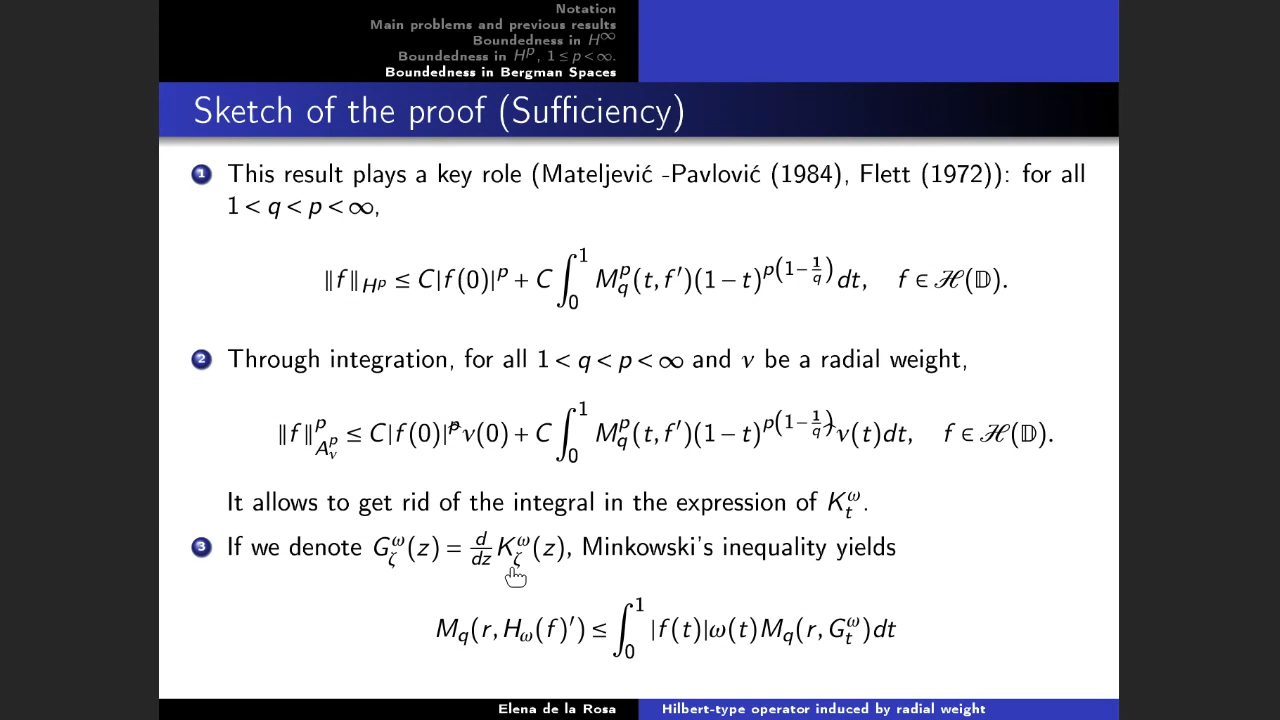 Notation
Main problems and previous results
Boundedness in H^∞
Boundedness in H^p, 1 ≤ p < ∞.
Boundedness in Bergman Spaces
Sketch of the proof (Sufficiency)
1 This result plays a key role (Mateljević -Pavlović (1984), Flett (1972)): for all
1 < q < p < ∞,
‖f‖_{H^p} ≤ C|f(0)|^p + C ∫_0^1 M_q^p(t, f′)(1 − t)^{p(1−1/q)} dt, f ∈ ℋ(𝔻).
2 Through integration, for all 1 < q < p < ∞ and ν be a radial weight,
‖f‖^p_{A^p_ν} ≤ C|f(0)|^p ν(0) + C ∫_0^1 M_q^p(t, f′)(1 − t)^{p(1−1/q)} ν(t)dt, f ∈ ℋ(𝔻).
It allows to get rid of the integral in the expression of K_t^ω.
3 If we denote G_ζ^ω(z) = d/dz K_ζ^ω(z), Minkowski's inequality yields
M_q(r, H_ω(f)′) ≤ ∫_0^1 |f(t)|ω(t)M_q(r, G_t^ω)dt
Elena de la Rosa Hilbert-type operator induced by radial weight